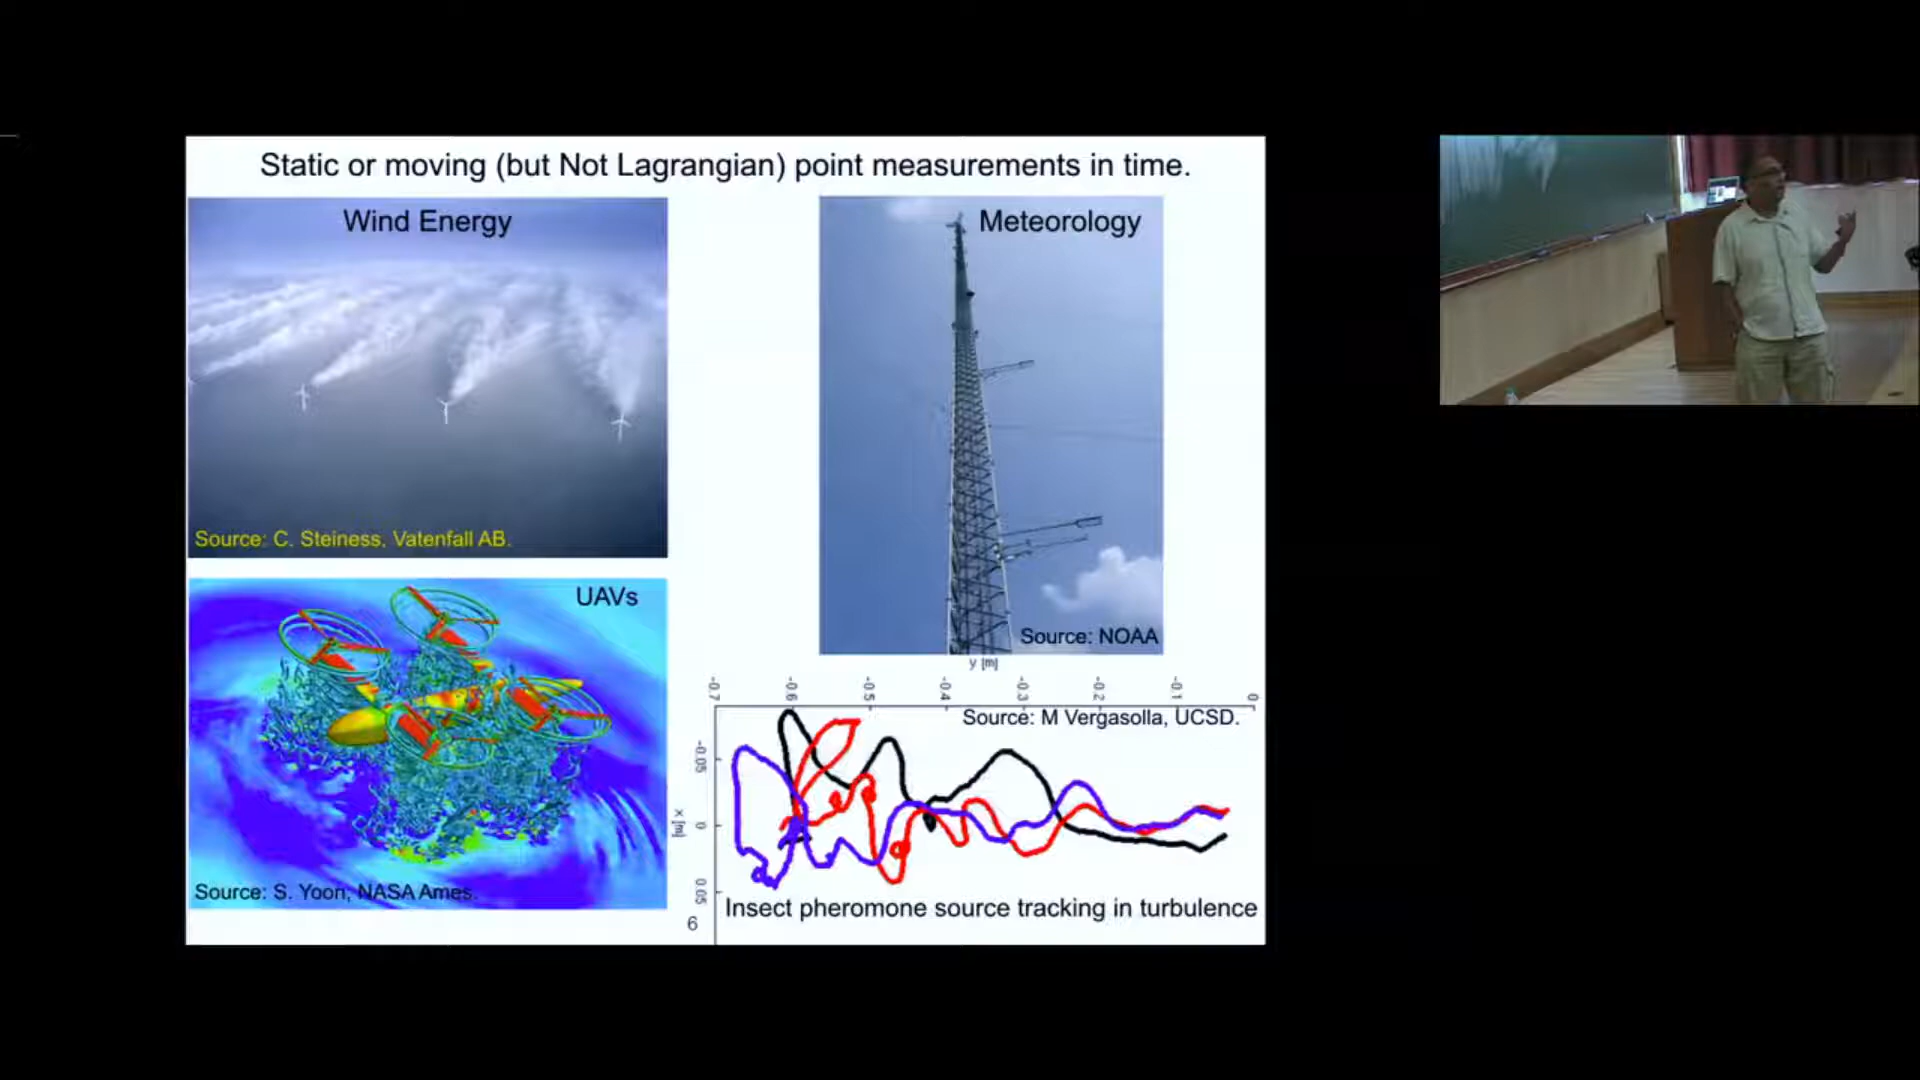 Static or moving (but Not Lagrangian) point measurements in time.
Wind Energy
Source: C. Steiness, Vatenfall AB.
Meteorology
Source: NOAA
UAVs
Source: S. Yoon, NASA Ames.
y [m]
-0.7 -0.6 -0.5 -0.4 -0.3 -0.2 -0.1 0
Source: M Vergasolla, UCSD.
-0.05
0
0.05
x [m]
Insect pheromone source tracking in turbulence
6